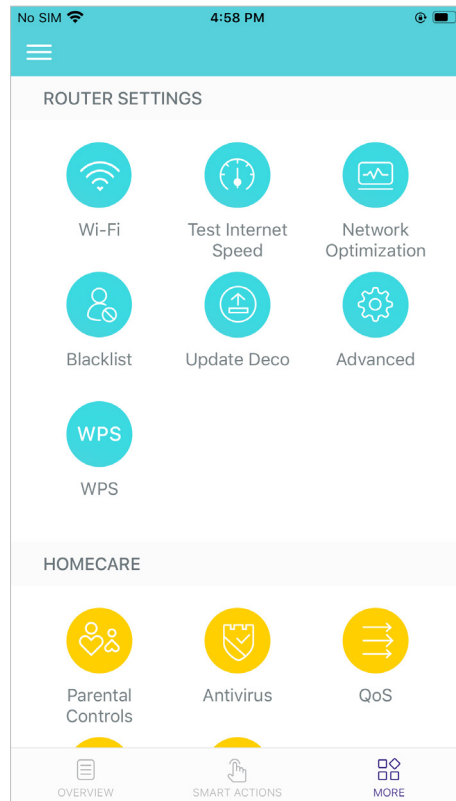 No SIM 4:58 PM
ROUTER SETTINGS
Wi-Fi Test Internet Network
Speed Optimization
Blacklist Update Deco Advanced
WPS
WPS
HOMECARE
Parental Antivirus QoS
Controls
OVERVIEW SMART ACTIONS MORE